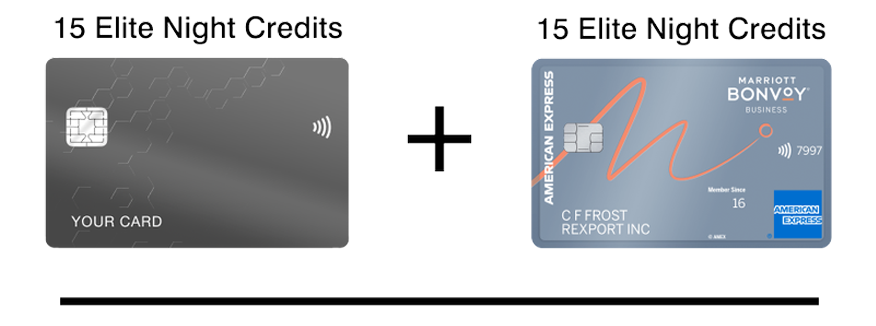 15 Elite Night Credits
YOUR CARD
+
15 Elite Night Credits
AMERICAN EXPRESS
MARRIOTT
BONVOY
BUSINESS
7997
Member Since
16
C F FROST
REXPORT INC
© AMEX
AMERICAN
EXPRESS